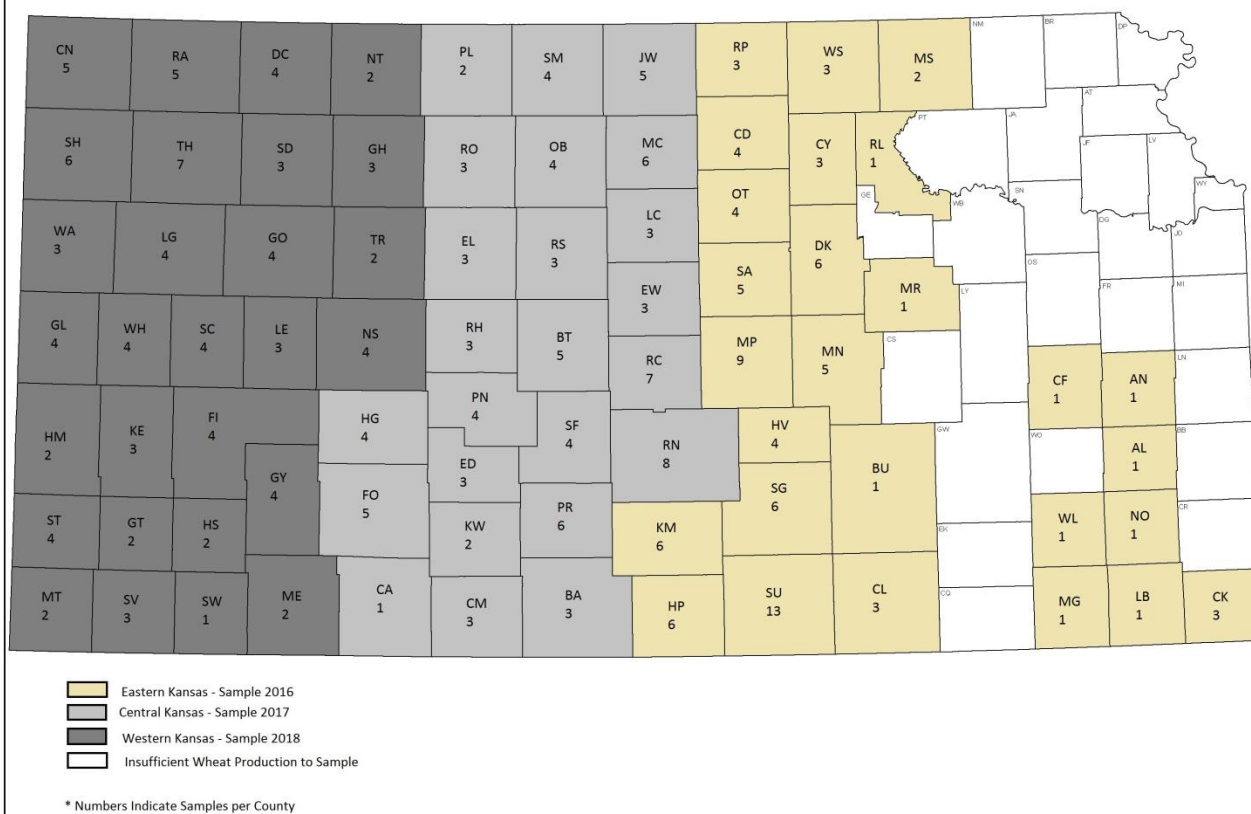 CN
5
RA
5
DC
4
NT
2
PL
2
SM
4
JW
5
RP
3
WS
3
MS
2
NM
BR
DP
SH
6
TH
7
SD
3
GH
3
RO
3
OB
4
MC
6
CD
4
CY
3
RL
1
PT
JA
AT
JF
LV
WY
WA
3
LG
4
GO
4
TR
2
EL
3
RS
3
LC
3
OT
4
DK
6
GE
WB
SN
DG
JO
GL
4
WH
4
SC
4
LE
3
NS
4
RH
3
BT
5
EW
3
RC
7
SA
5
MP
9
MN
5
MR
1
CS
LY
OS
FR
MI
HM
2
KE
3
FI
4
GY
4
HG
4
PN
4
SF
4
RN
8
HV
4
BU
1
GW
CF
1
AN
1
LN
WO
AL
1
BB
ST
4
GT
2
HS
2
FO
5
ED
3
KW
2
PR
6
KM
6
SG
6
EK
WL
1
NO
1
CR
MT
2
SV
3
SW
1
ME
2
CA
1
CM
3
BA
3
HP
6
SU
13
CL
3
CQ
MG
1
LB
1
CK
3
Eastern Kansas - Sample 2016
Central Kansas - Sample 2017
Western Kansas - Sample 2018
Insufficient Wheat Production to Sample
* Numbers Indicate Samples per County